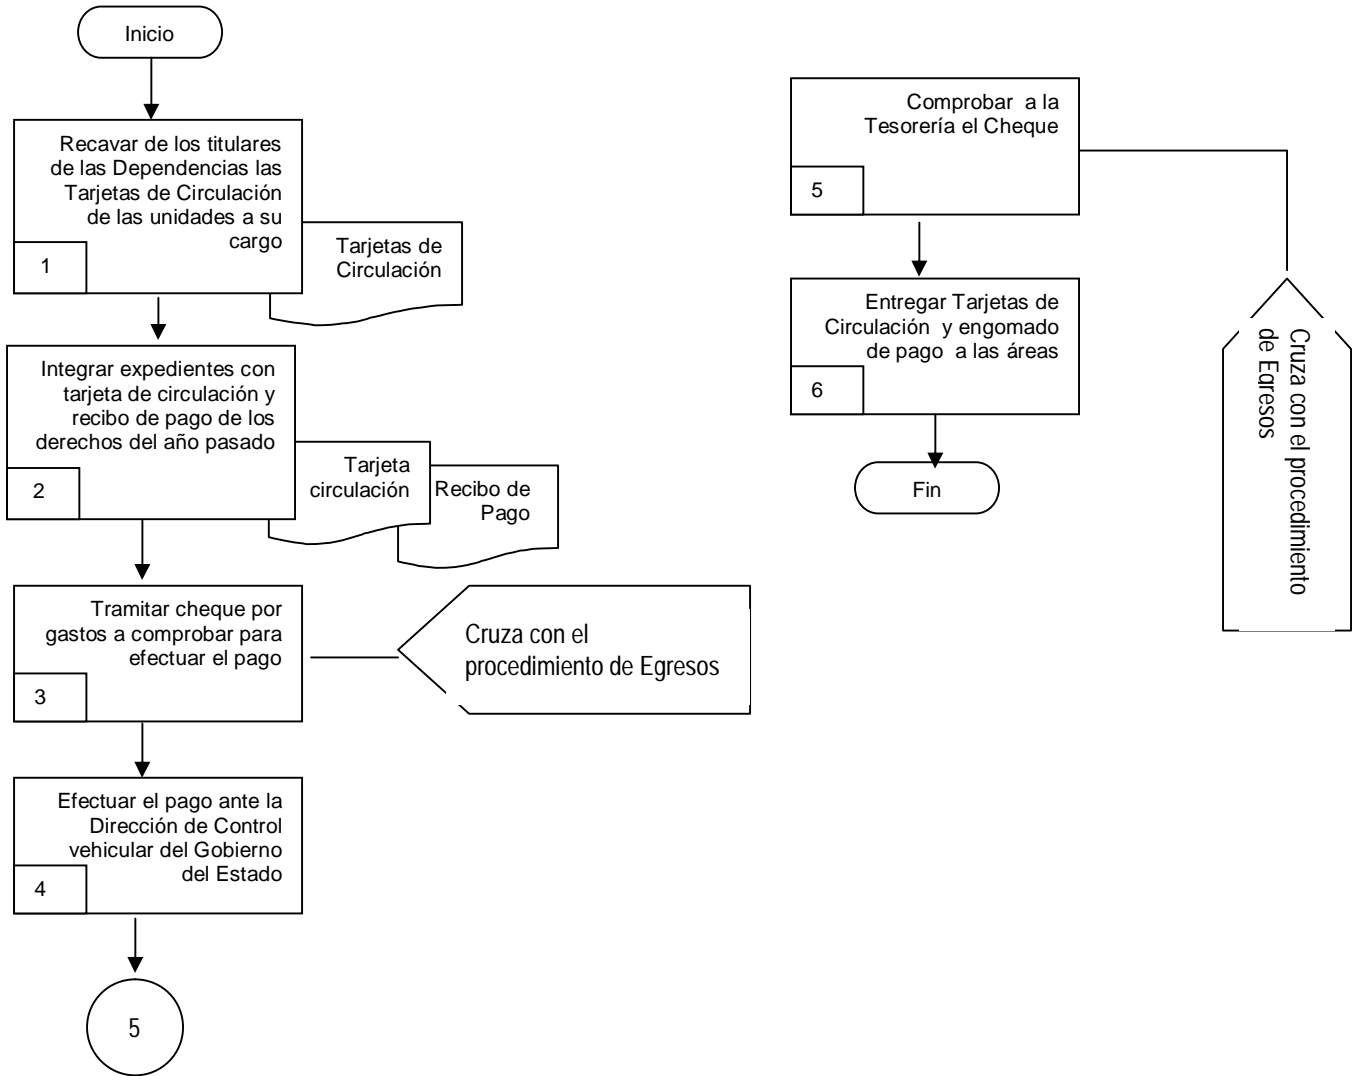 Inicio
Recavar de los titulares
de las Dependencias las
Tarjetas de Circulación
de las unidades a su
cargo
1
Tarjetas de
Circulación
Integrar expedientes con
tarjeta de circulación y
recibo de pago de los
derechos del año pasado
2
Tarjeta
circulación
Recibo de
Pago
Tramitar cheque por
gastos a comprobar para
efectuar el pago
3
Cruza con el
procedimiento de Egresos
Efectuar el pago ante la
Dirección de Control
vehicular del Gobierno
del Estado
4
5
Comprobar a la
Tesorería el Cheque
5
Cruza con el procedimiento
de Egresos
Entregar Tarjetas de
Circulación y engomado
de pago a las áreas
6
Fin